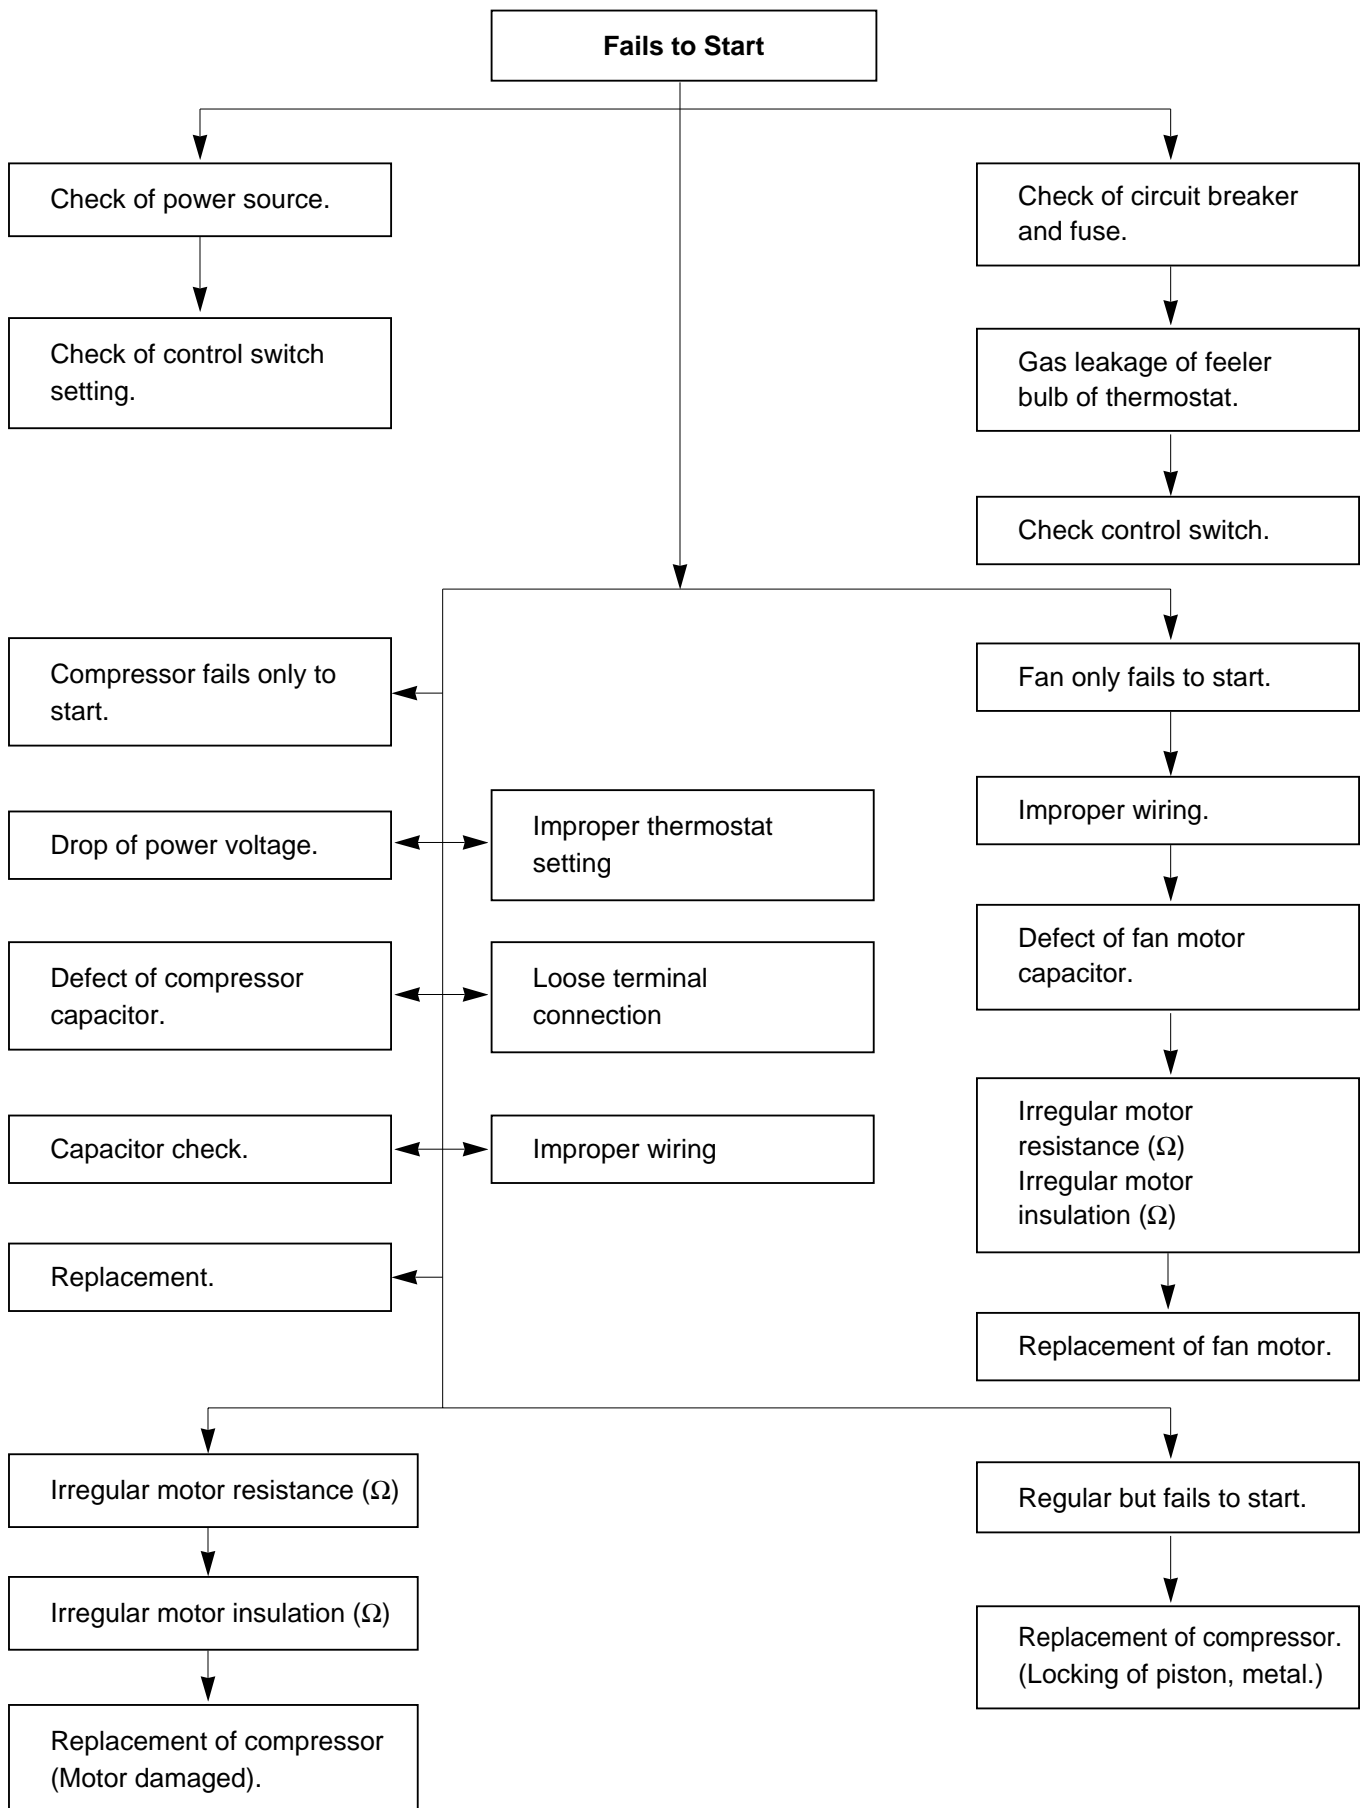 Fails to Start
Check of power source.
Check of circuit breaker
and fuse.
Check of control switch
setting.
Gas leakage of feeler
bulb of thermostat.
Check control switch.
Compressor fails only to
start.
Fan only fails to start.
Drop of power voltage.
Improper thermostat
setting
Improper wiring.
Defect of compressor
capacitor.
Loose terminal
connection
Defect of fan motor
capacitor.
Capacitor check.
Improper wiring
Irregular motor
resistance (Ω)
Irregular motor
insulation (Ω)
Replacement.
Replacement of fan motor.
Irregular motor resistance (Ω)
Regular but fails to start.
Irregular motor insulation (Ω)
Replacement of compressor.
(Locking of piston, metal.)
Replacement of compressor
(Motor damaged).